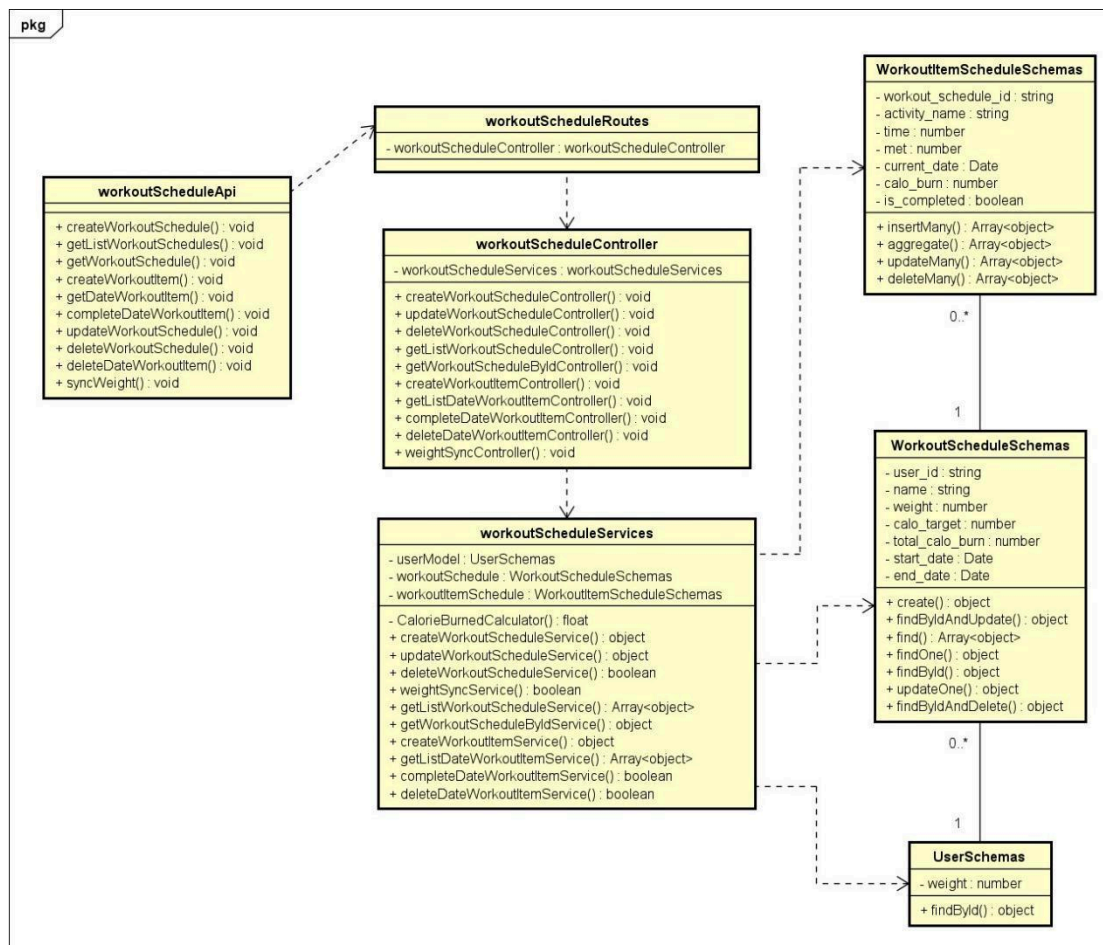 pkg
workoutScheduleApi
+ createWorkoutSchedule() : void
+ getListWorkoutSchedules() : void
+ getWorkoutSchedule() : void
+ createWorkoutItem() : void
+ getDateWorkoutItem() : void
+ completeDateWorkoutItem() : void
+ updateWorkoutSchedule() : void
+ deleteWorkoutSchedule() : void
+ deleteDateWorkoutItem() : void
+ syncWeight() : void
workoutScheduleRoutes
- workoutScheduleController : workoutScheduleController
workoutScheduleController
- workoutScheduleServices : workoutScheduleServices
+ createWorkoutScheduleController() : void
+ updateWorkoutScheduleController() : void
+ deleteWorkoutScheduleController() : void
+ getListWorkoutScheduleController() : void
+ getWorkoutScheduleByIdController() : void
+ createWorkoutItemController() : void
+ getListDateWorkoutItemController() : void
+ completeDateWorkoutItemController() : void
+ deleteDateWorkoutItemController() : void
+ weightSyncController() : void
workoutScheduleServices
- userModel : UserSchemas
- workoutSchedule : WorkoutScheduleSchemas
- workoutItemSchedule : WorkoutItemScheduleSchemas
- CalorieBurnedCalculator() : float
+ createWorkoutScheduleService() : object
+ updateWorkoutScheduleService() : object
+ deleteWorkoutScheduleService() : boolean
+ weightSyncService() : boolean
+ getListWorkoutScheduleService() : Array<object>
+ getWorkoutScheduleByIdService() : object
+ createWorkoutItemService() : object
+ getListDateWorkoutItemService() : Array<object>
+ completeDateWorkoutItemService() : boolean
+ deleteDateWorkoutItemService() : boolean
WorkoutItemScheduleSchemas
- workout_schedule_id : string
- activity_name : string
- time : number
- met : number
- current_date : Date
- calo_burn : number
- is_completed : boolean
+ insertMany() : Array<object>
+ aggregate() : Array<object>
+ updateMany() : Array<object>
+ deleteMany() : Array<object>
0..*
1
WorkoutScheduleSchemas
- user_id : string
- name : string
- weight : number
- calo_target : number
- total_calo_burn : number
- start_date : Date
- end_date : Date
+ create() : object
+ findByIdAndUpdate() : object
+ find() : Array<object>
+ findOne() : object
+ findById() : object
+ updateOne() : object
+ findByIdAndDelete() : object
0..*
1
UserSchemas
- weight : number
+ findById() : object